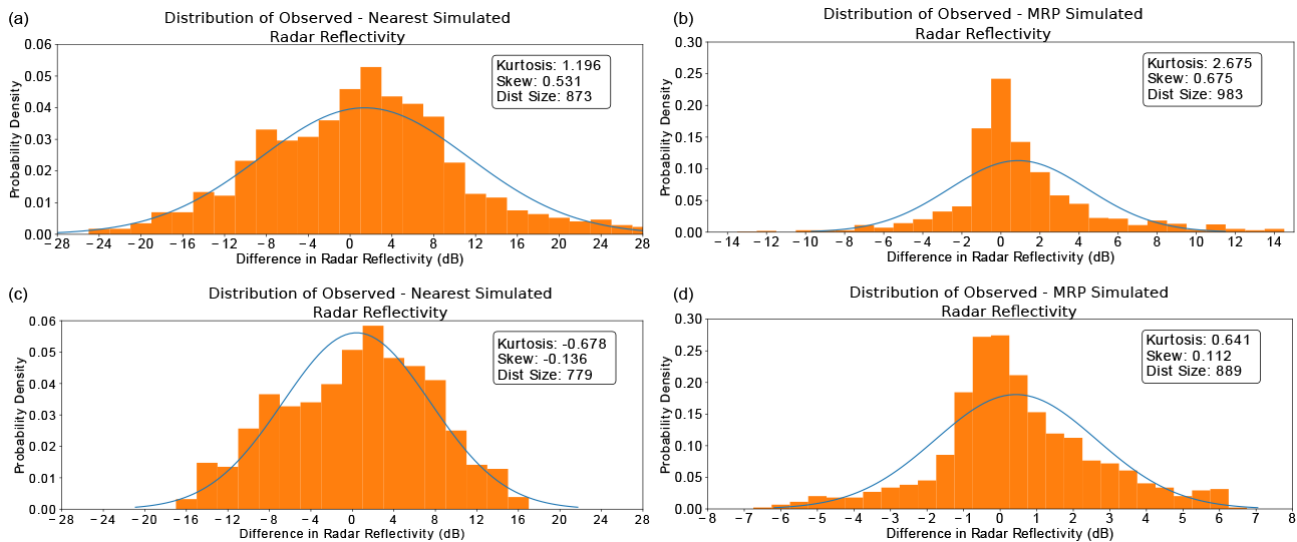 (a)
Distribution of Observed - Nearest Simulated
Radar Reflectivity
0.06
0.05
0.04
0.03
0.02
0.01
0.00
Probability Density
Kurtosis: 1.196
Skew: 0.531
Dist Size: 873
−28 −24 −20 −16 −12 −8 −4 0 4 8 12 16 20 24 28
Difference in Radar Reflectivity (dB)
(b)
Distribution of Observed - MRP Simulated
Radar Reflectivity
0.30
0.25
0.20
0.15
0.10
0.05
0.00
Probability Density
Kurtosis: 2.675
Skew: 0.675
Dist Size: 983
−14 −12 −10 −8 −6 −4 −2 0 2 4 6 8 10 12 14
Difference in Radar Reflectivity (dB)
(c)
Distribution of Observed - Nearest Simulated
Radar Reflectivity
0.06
0.05
0.04
0.03
0.02
0.01
0.00
Probability Density
Kurtosis: -0.678
Skew: -0.136
Dist Size: 779
−28 −24 −20 −16 −12 −8 −4 0 4 8 12 16 20 24 28
Difference in Radar Reflectivity (dB)
(d)
Distribution of Observed - MRP Simulated
Radar Reflectivity
0.30
0.25
0.20
0.15
0.10
0.05
0.00
Probability Density
Kurtosis: 0.641
Skew: 0.112
Dist Size: 889
−8 −7 −6 −5 −4 −3 −2 −1 0 1 2 3 4 5 6 7 8
Difference in Radar Reflectivity (dB)